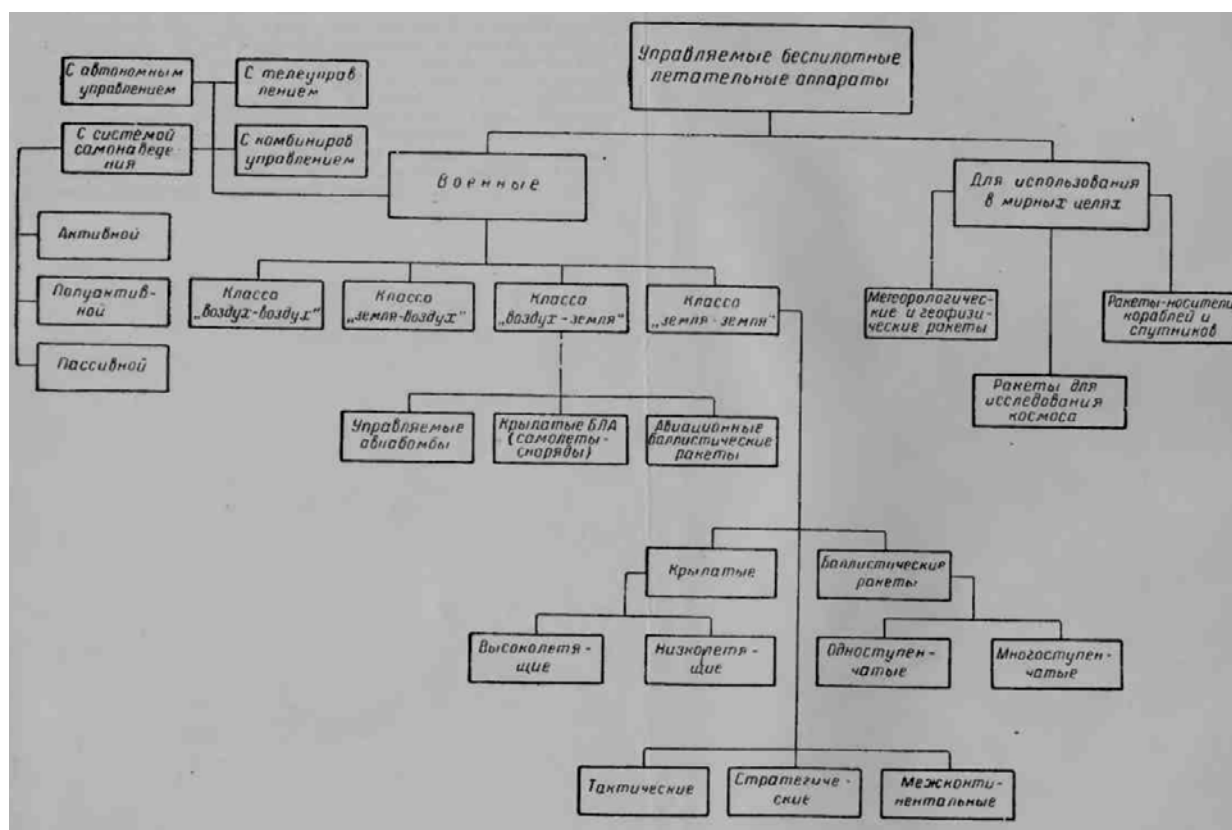 Управляемые беспилотные
летательные аппараты
С автономным
управлением
С телеуправ
лением
С системой
самонаведе
ния
С комбиниров
управлением
Военные
Для использования
в мирных целях
Активной
Полуактив-
ной
Пассивной
Класса
„воздух-воздух"
Класса
„земля-воздух"
Класса
„воздух-земля"
Класса
„земля-земля"
Метеорологичес-
кие и геофизи-
ческие ракеты
Ракеты-носители
кораблей и
спутников
Ракеты для
исследования
космоса
Управляемые
авиабомбы
Крылатые БЛА
(самолеты-
снаряды)
Авиационные
баллистические
ракеты
Крылатые
Баллистические
ракеты
Высоколетя-
щие
Низколетя-
щие
Одноступен-
чатые
Многоступен-
чатые
Тактические
Стратегиче-
ские
Межконти-
нентальные